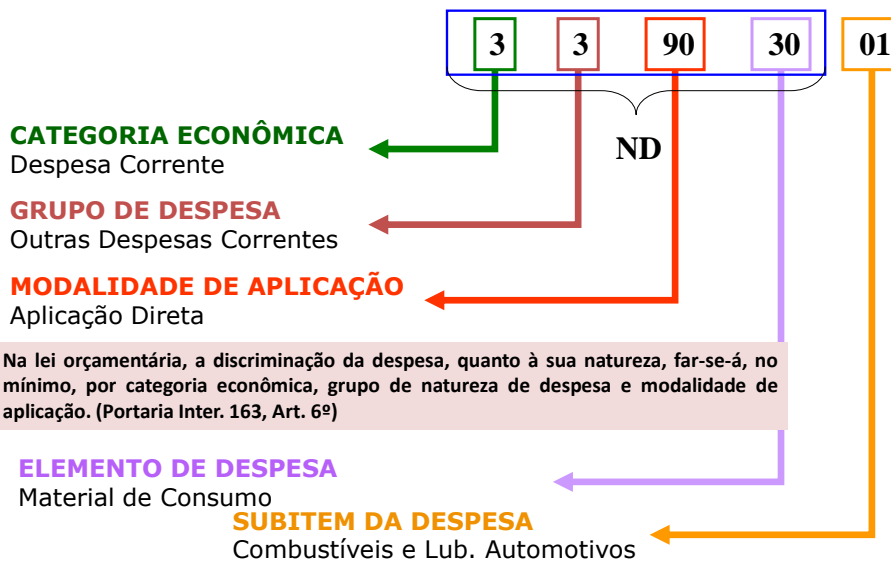 3 3 90 30 01
ND
CATEGORIA ECONÔMICA
Despesa Corrente
GRUPO DE DESPESA
Outras Despesas Correntes
MODALIDADE DE APLICAÇÃO
Aplicação Direta
Na lei orçamentária, a discriminação da despesa, quanto à sua natureza, far-se-á, no
mínimo, por categoria econômica, grupo de natureza de despesa e modalidade de
aplicação. (Portaria Inter. 163, Art. 6º)
ELEMENTO DE DESPESA
Material de Consumo
SUBITEM DA DESPESA
Combustíveis e Lub. Automotivos